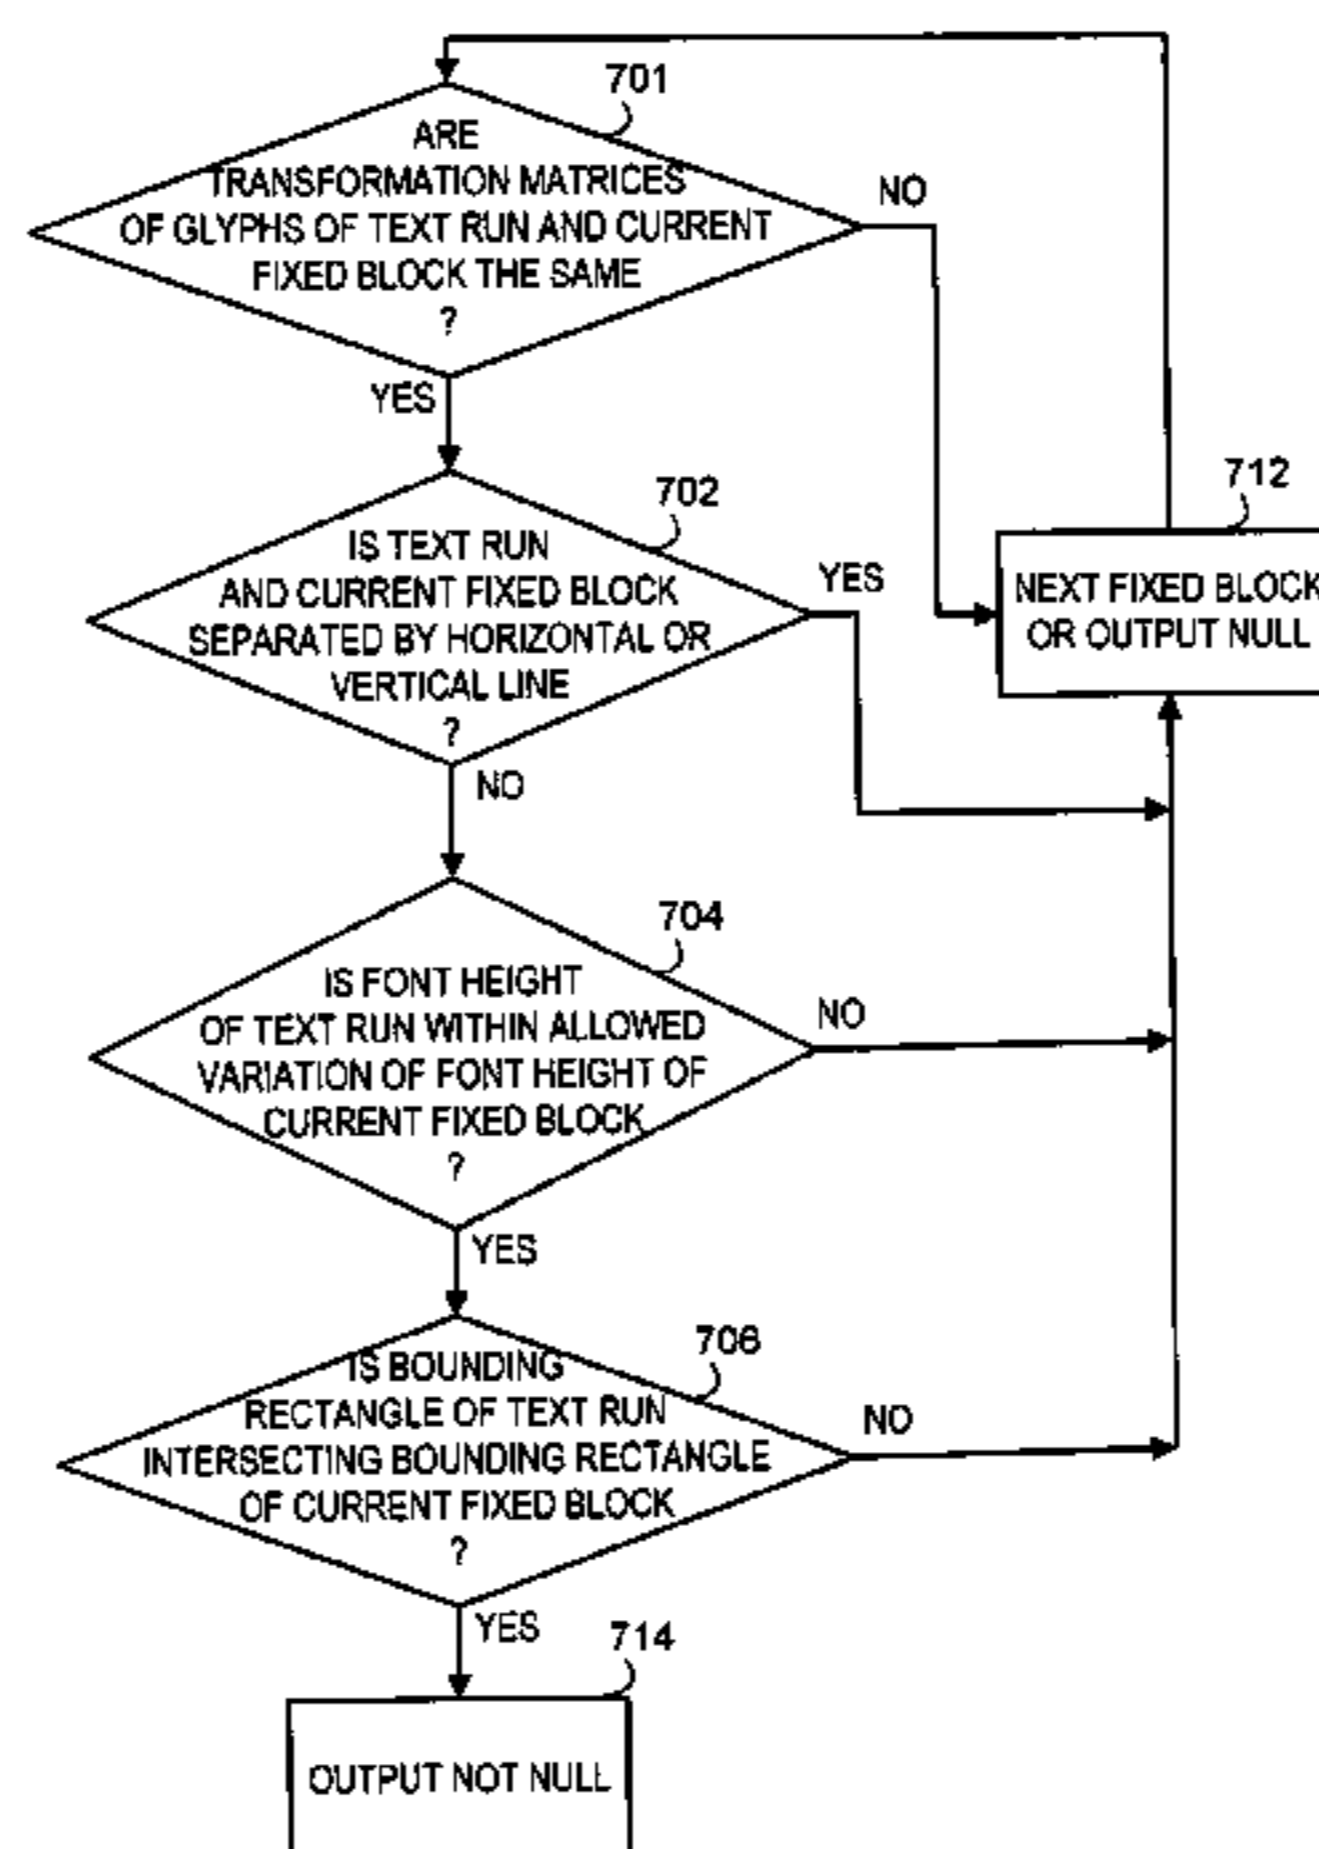 701
ARE
TRANSFORMATION MATRICES
OF GLYPHS OF TEXT RUN AND CURRENT
FIXED BLOCK THE SAME
?
NO
YES
712
NEXT FIXED BLOCK
OR OUTPUT NULL
702
IS TEXT RUN
AND CURRENT FIXED BLOCK
SEPARATED BY HORIZONTAL OR
VERTICAL LINE
?
YES
NO
704
IS FONT HEIGHT
OF TEXT RUN WITHIN ALLOWED
VARIATION OF FONT HEIGHT OF
CURRENT FIXED BLOCK
?
NO
YES
706
IS BOUNDING
RECTANGLE OF TEXT RUN
INTERSECTING BOUNDING RECTANGLE
OF CURRENT FIXED BLOCK
?
NO
YES
714
OUTPUT NOT NULL